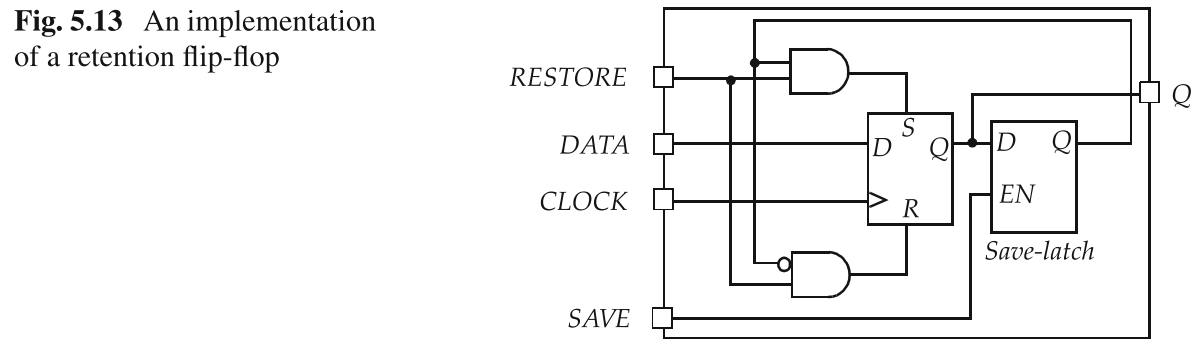 Fig. 5.13 An implementation
of a retention flip-flop
RESTORE
DATA
CLOCK
SAVE
S
D
Q
R
D
Q
EN
Save-latch
Q